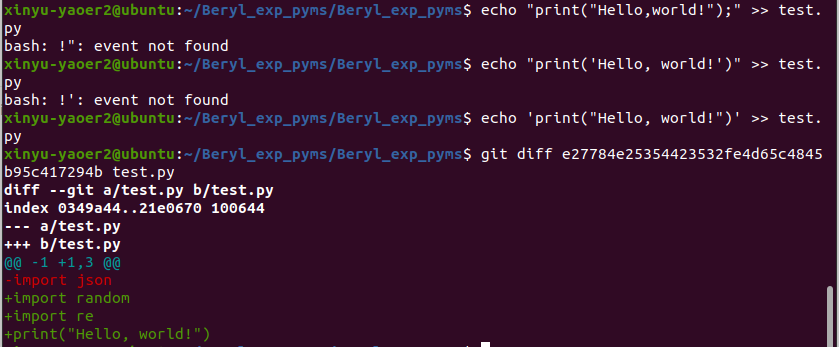 xinyu-yaoer2@ubuntu:~/Beryl_exp_pyms/Beryl_exp_pyms$ echo "print("Hello,world!");" >> test.
py
bash: !": event not found
xinyu-yaoer2@ubuntu:~/Beryl_exp_pyms/Beryl_exp_pyms$ echo "print('Hello, world!')" >> test.
py
bash: !': event not found
xinyu-yaoer2@ubuntu:~/Beryl_exp_pyms/Beryl_exp_pyms$ echo 'print("Hello, world!")' >> test.
py
xinyu-yaoer2@ubuntu:~/Beryl_exp_pyms/Beryl_exp_pyms$ git diff e27784e25354423532fe4d65c4845
b95c417294b test.py
diff --git a/test.py b/test.py
index 0349a44..21e0670 100644
--- a/test.py
+++ b/test.py
@@ -1 +1,3 @@
-import json
+import random
+import re
+print("Hello, world!")